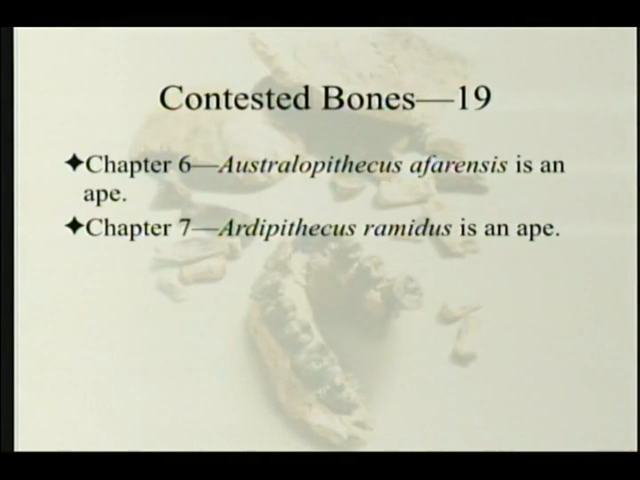 Contested Bones—19
✦Chapter 6—Australopithecus afarensis is an
ape.
✦Chapter 7—Ardipithecus ramidus is an ape.